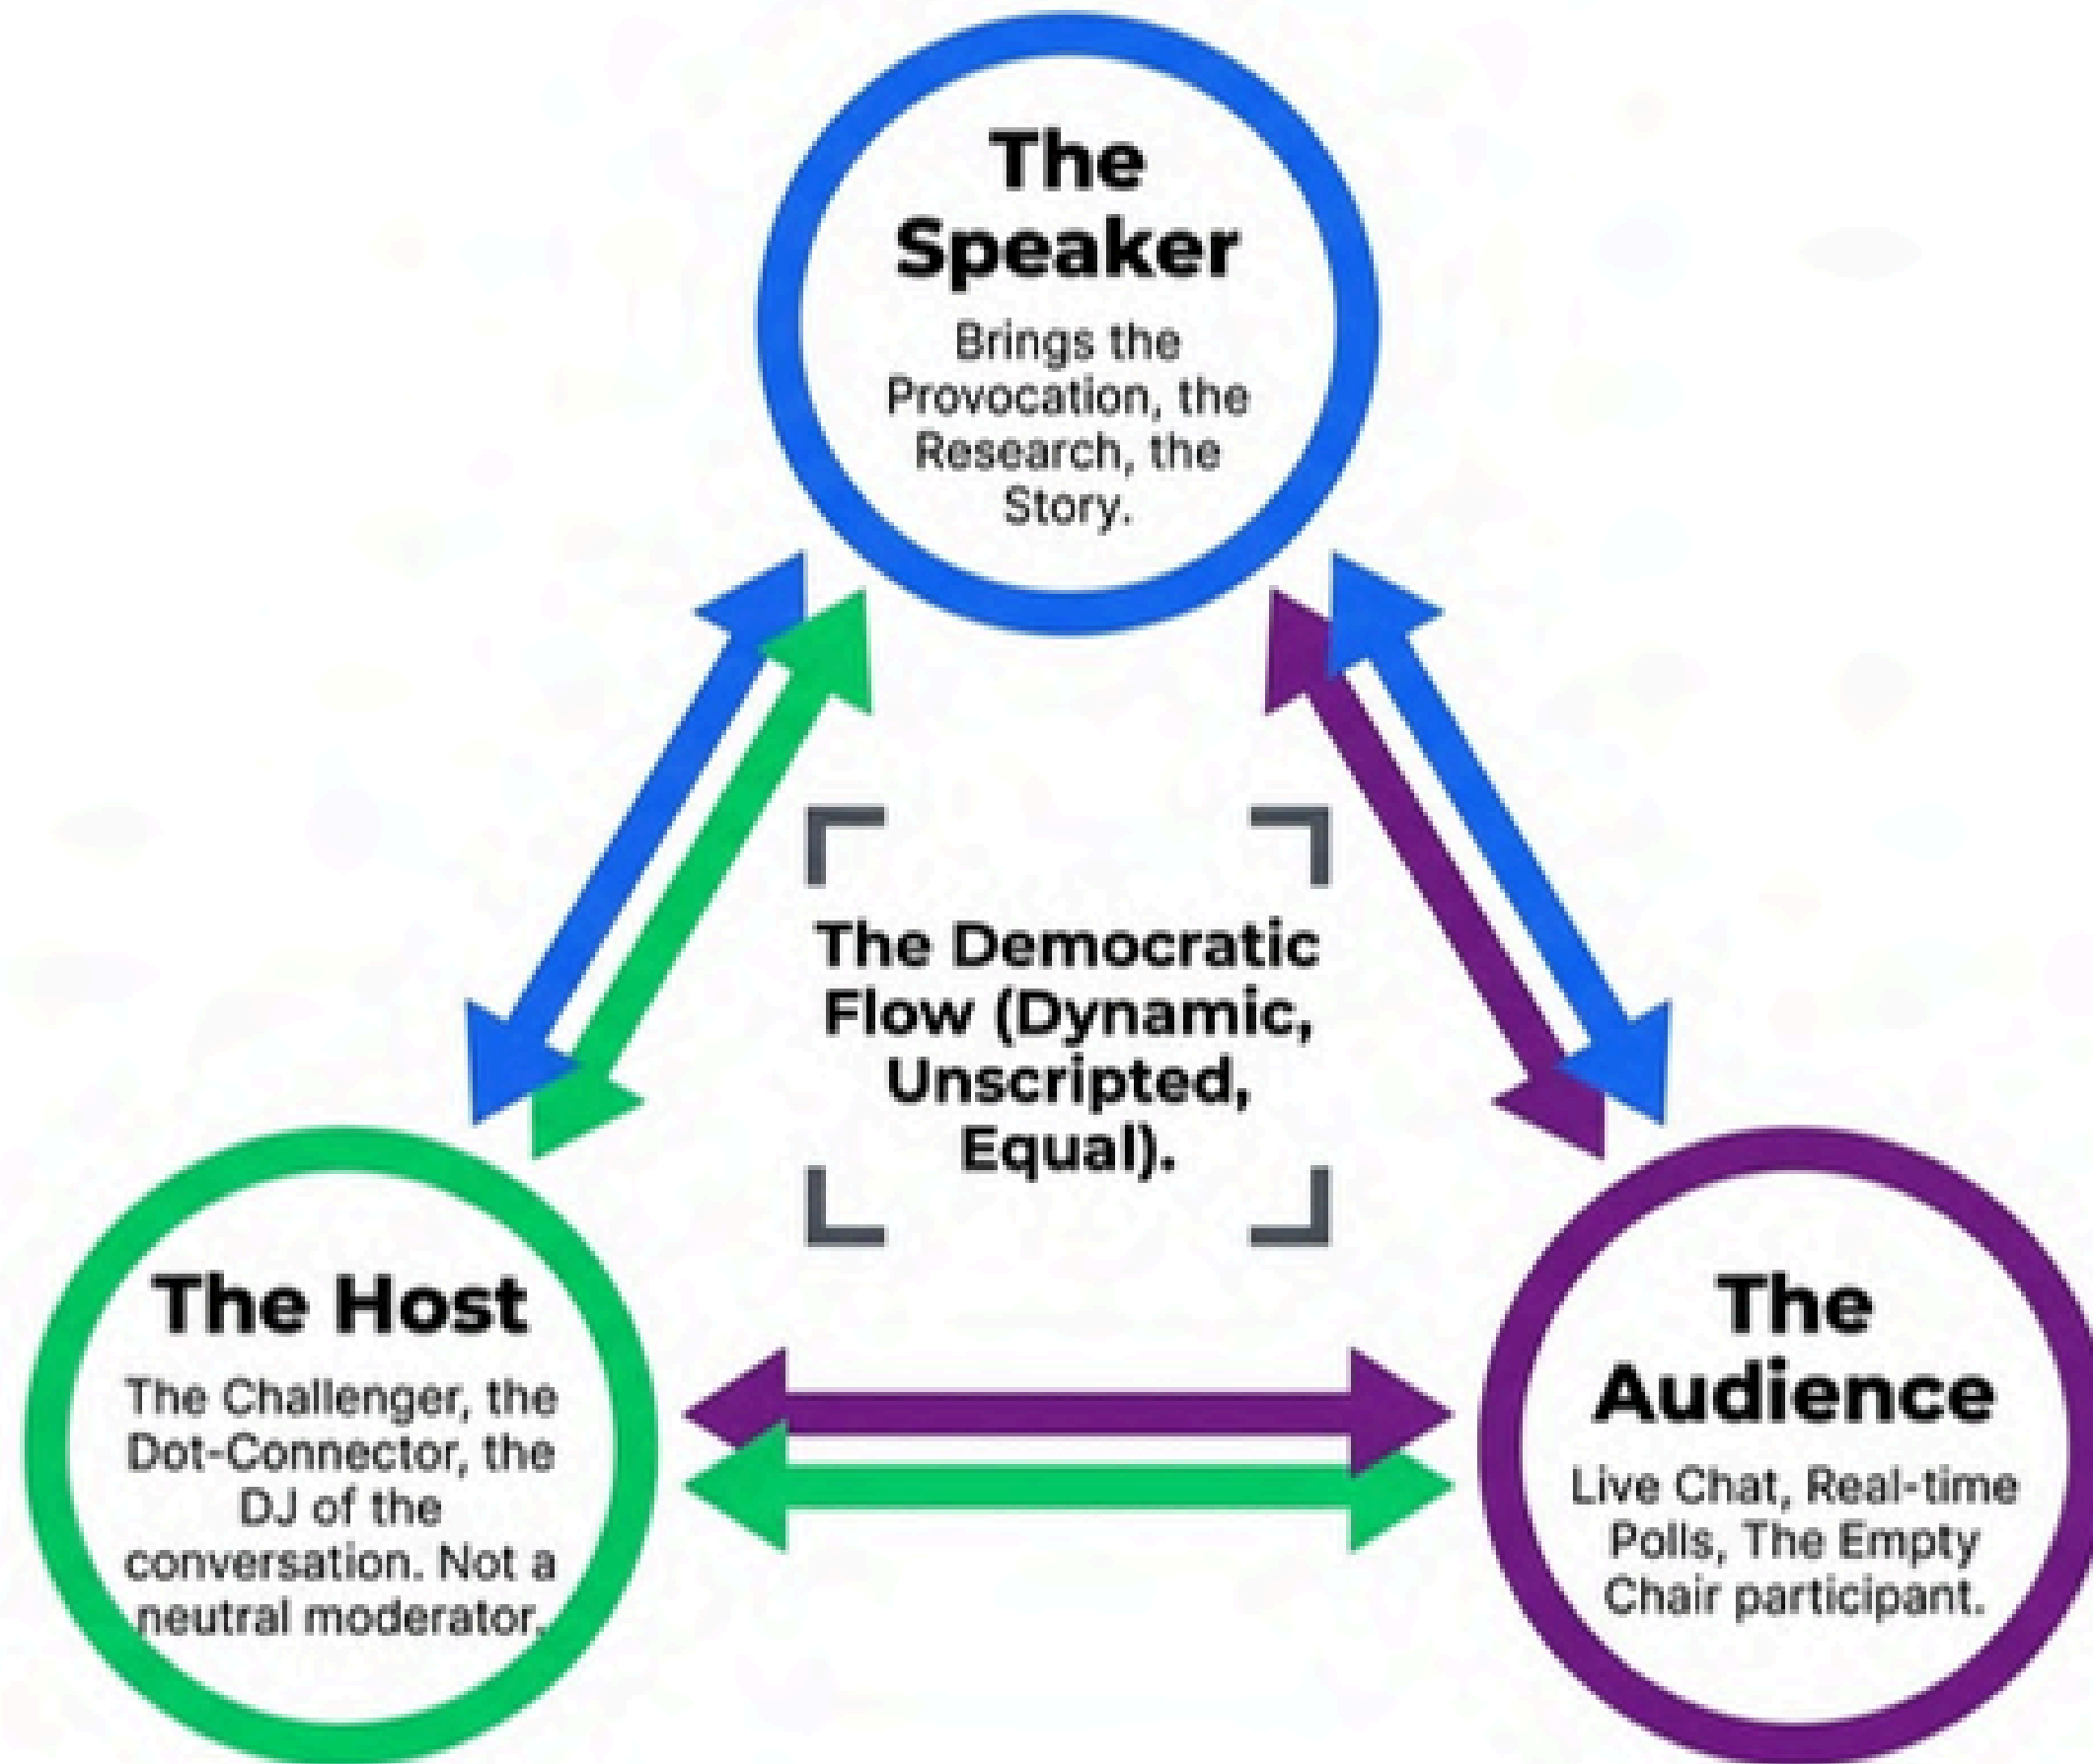 The
Speaker
Brings the
Provocation, the
Research, the
Story.
The Democratic
Flow (Dynamic,
Unscripted,
Equal).
The Host
The Challenger, the
Dot-Connector, the
DJ of the
conversation. Not a
neutral moderator.
The
Audience
Live Chat, Real-time
Polls, The Empty
Chair participant.